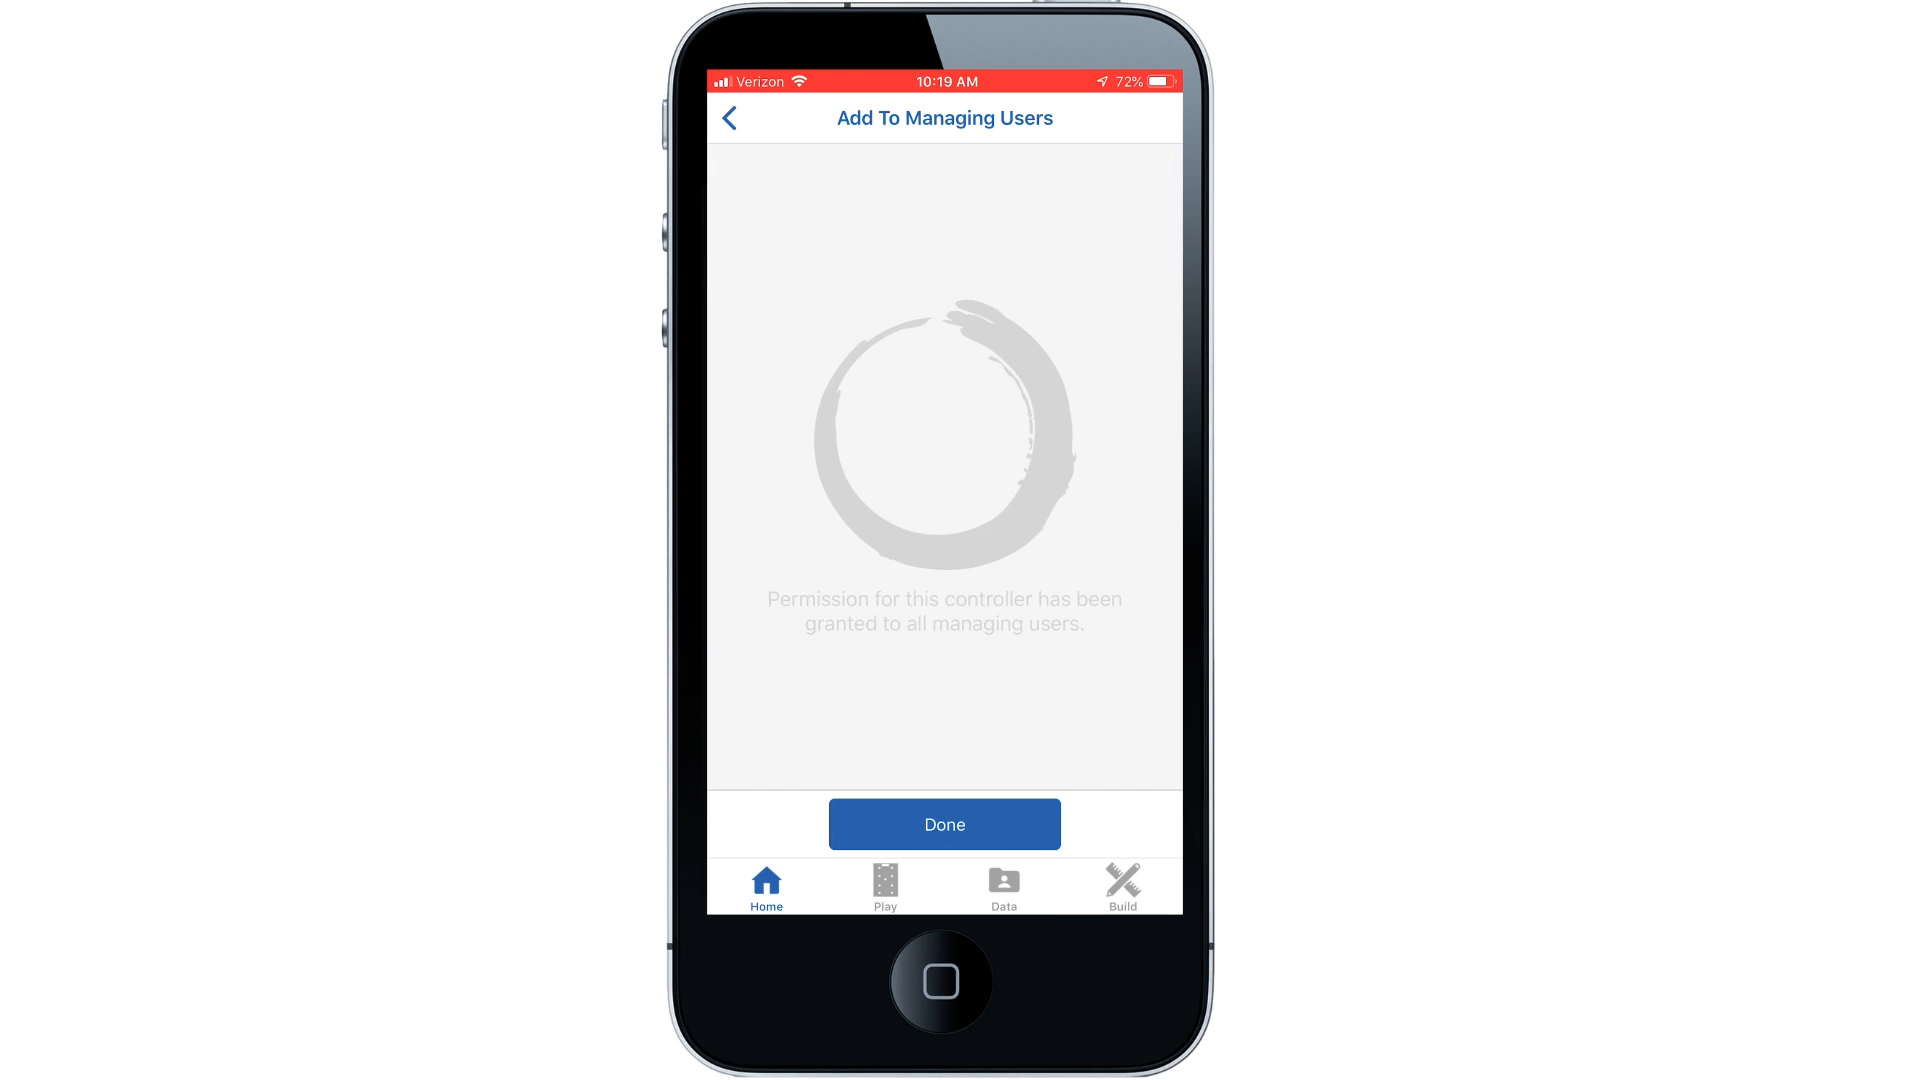 Verizon 10:19 AM 72%
Add To Managing Users
Permission for this controller has been
granted to all managing users.
Done
Home Play Data Build